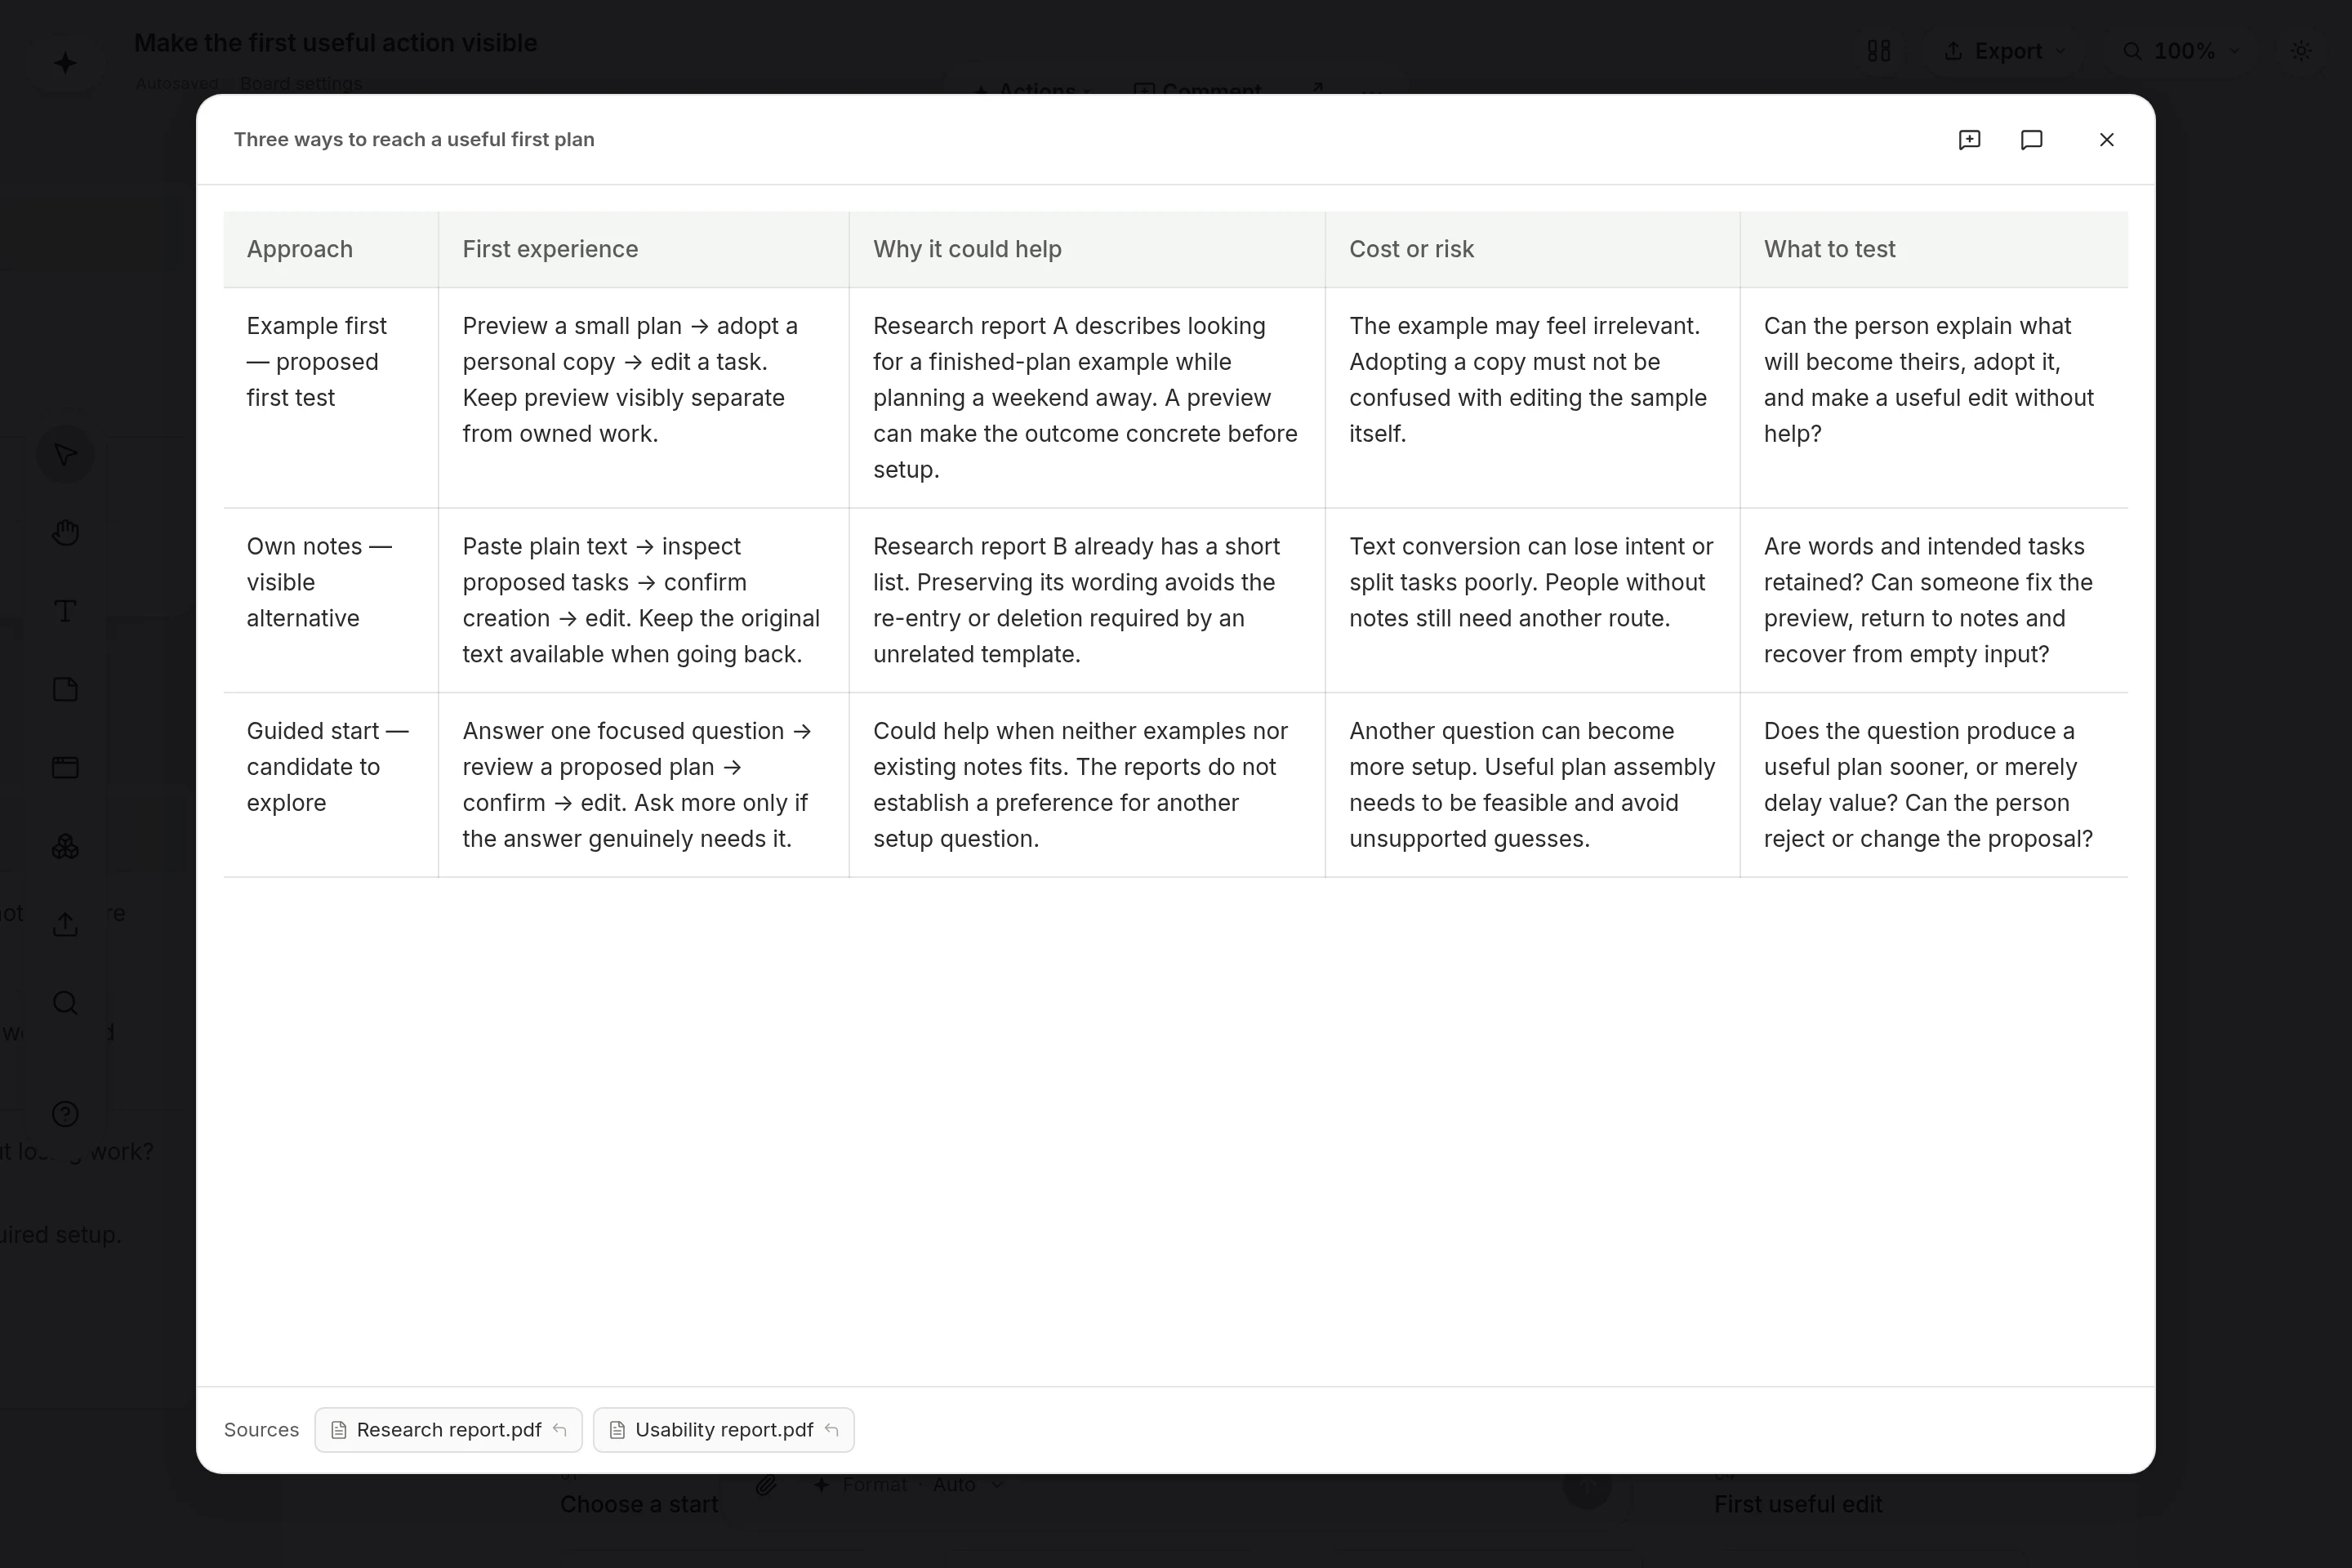 Make the first useful action visible
Autosaved · Board settings
Actions
Comment
Export
100%
Three ways to reach a useful first plan
Approach
First experience
Why it could help
Cost or risk
What to test
Example first
— proposed
first test
Preview a small plan → adopt a
personal copy → edit a task.
Keep preview visibly separate
from owned work.
Research report A describes looking
for a finished-plan example while
planning a weekend away. A preview
can make the outcome concrete before
setup.
The example may feel irrelevant.
Adopting a copy must not be
confused with editing the sample
itself.
Can the person explain what
will become theirs, adopt it,
and make a useful edit without
help?
Own notes —
visible
alternative
Paste plain text → inspect
proposed tasks → confirm
creation → edit. Keep the original
text available when going back.
Research report B already has a short
list. Preserving its wording avoids the
re-entry or deletion required by an
unrelated template.
Text conversion can lose intent or
split tasks poorly. People without
notes still need another route.
Are words and intended tasks
retained? Can someone fix the
preview, return to notes and
recover from empty input?
Guided start —
candidate to
explore
Answer one focused question →
review a proposed plan →
confirm → edit. Ask more only if
the answer genuinely needs it.
Could help when neither examples nor
existing notes fits. The reports do not
establish a preference for another
setup question.
Another question can become
more setup. Useful plan assembly
needs to be feasible and avoid
unsupported guesses.
Does the question produce a
useful plan sooner, or merely
delay value? Can the person
reject or change the proposal?
work?
setup.
Sources
Research report.pdf
Usability report.pdf
Format · Auto
Choose a start
First useful edit